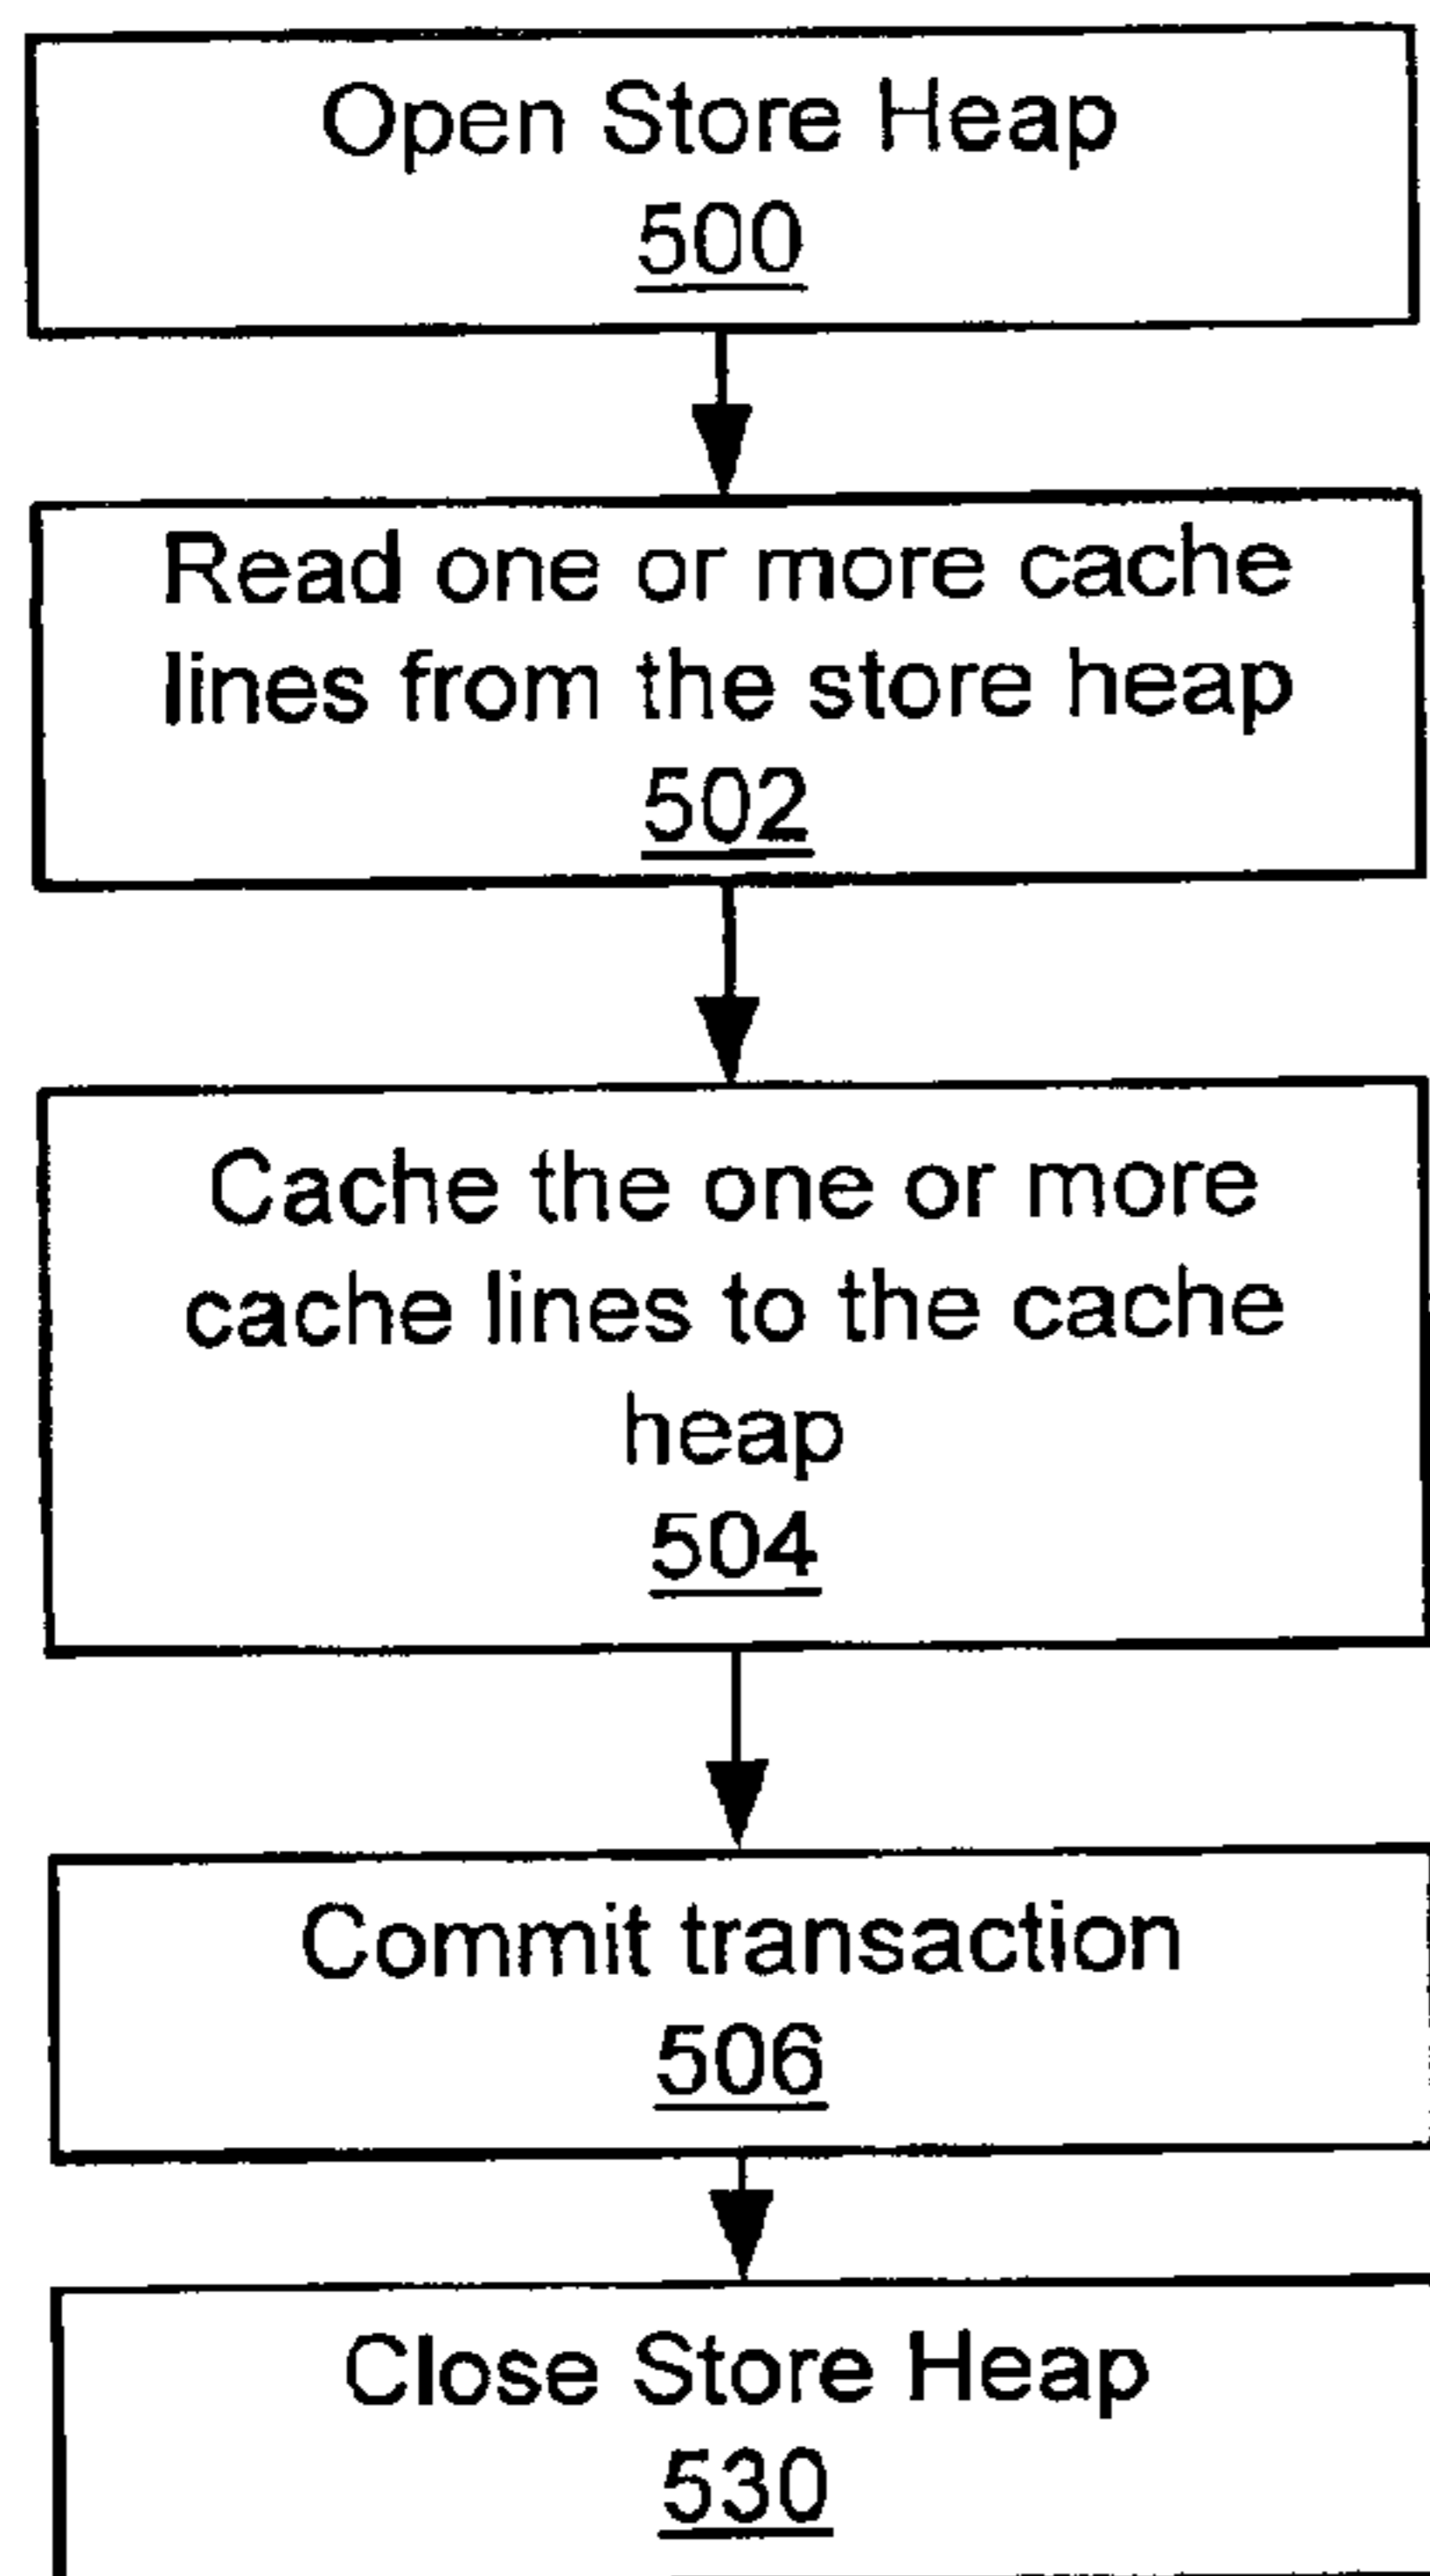 Open Store Heap
500
Read one or more cache
lines from the store heap
502
Cache the one or more
cache lines to the cache
heap
504
Commit transaction
506
Close Store Heap
530